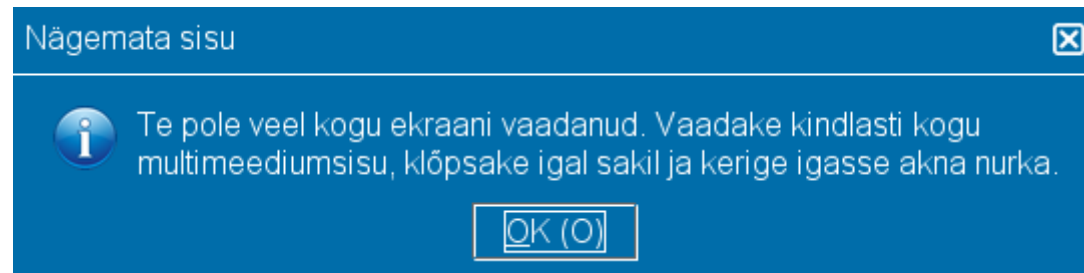 Nägemata sisu
Te pole veel kogu ekraani vaadanud. Vaadake kindlasti kogu
multimeediumsisu, klõpsake igal sakil ja kerige igasse akna nurka.
OK (O)